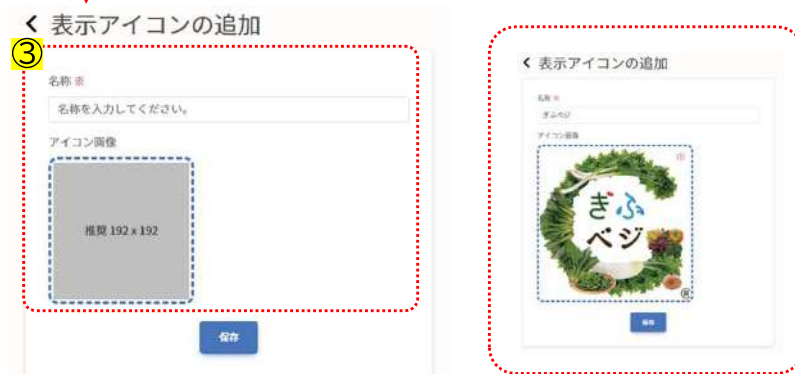 表示アイコンの追加
③
名称 ※
名称を入力してください。
アイコン画像
推奨 192 x 192
保存
表示アイコンの追加
名称 ※
ぎふベジ
アイコン画像
ぎふ
ベジ
®
保存